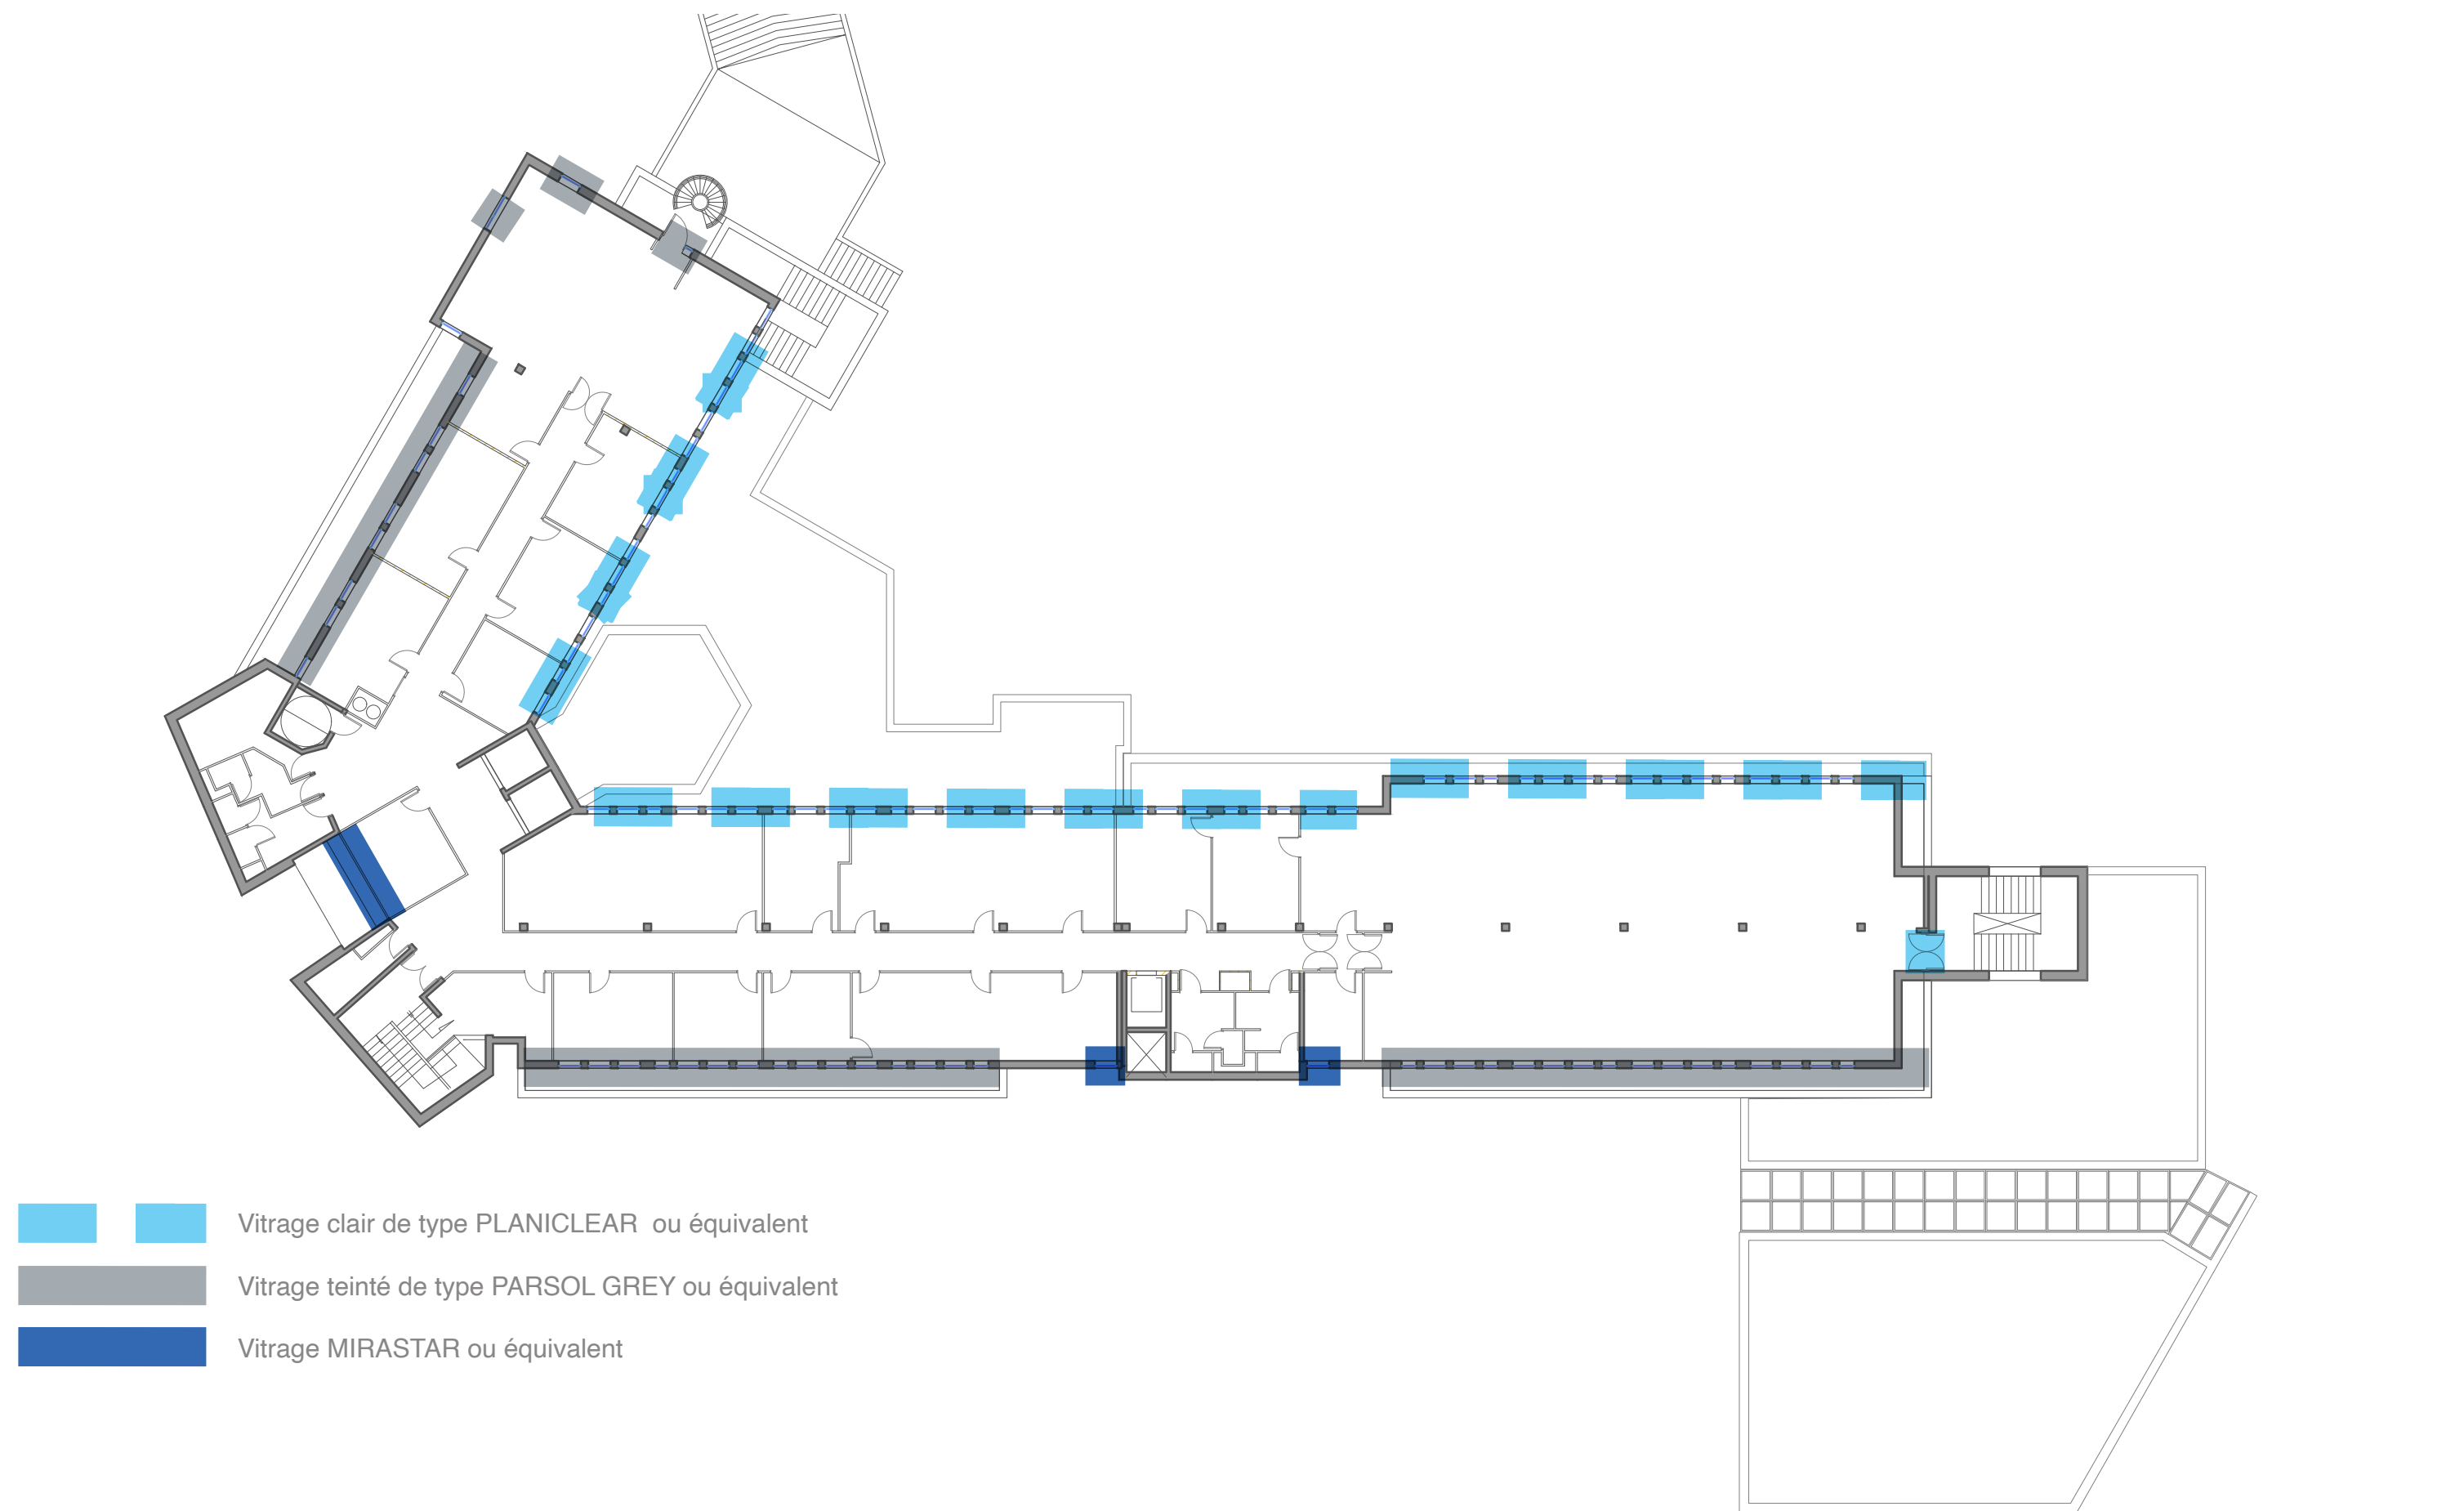 Vitrage clair de type PLANICLEAR ou équivalent
Vitrage teinté de type PARSOL GREY ou équivalent
Vitrage MIRASTAR ou équivalent